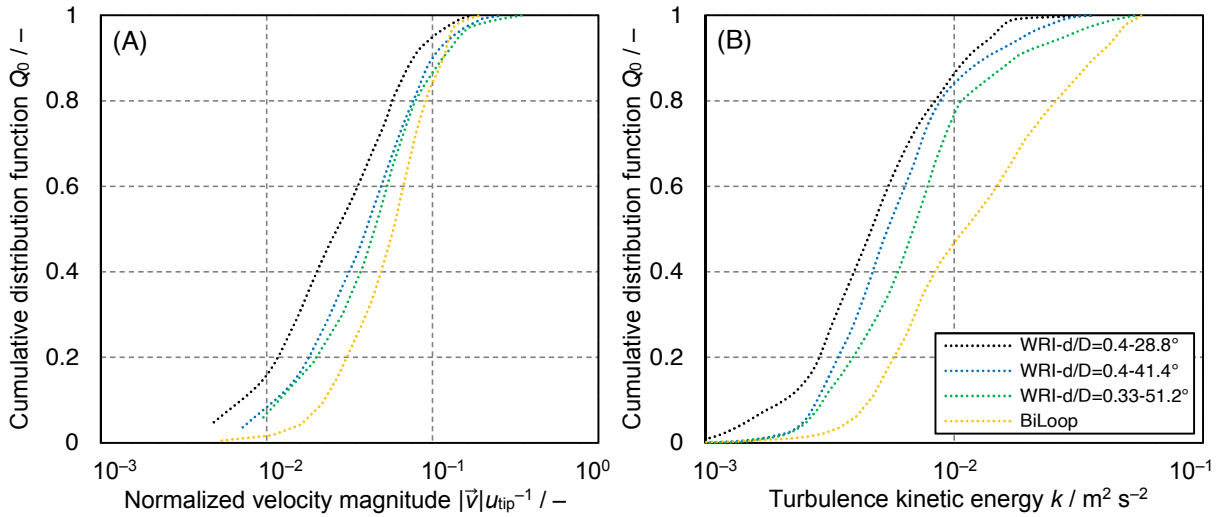 (A)
Cumulative distribution function Q₀ / –
1
0.8
0.6
0.4
0.2
0
10⁻³
10⁻²
10⁻¹
10⁰
Normalized velocity magnitude |v⃗|u_tip⁻¹ / –
(B)
Cumulative distribution function Q₀ / –
1
0.8
0.6
0.4
0.2
0
10⁻³
10⁻²
10⁻¹
Turbulence kinetic energy k / m² s⁻²
WRI-d/D=0.4-28.8°
WRI-d/D=0.4-41.4°
WRI-d/D=0.33-51.2°
BiLoop